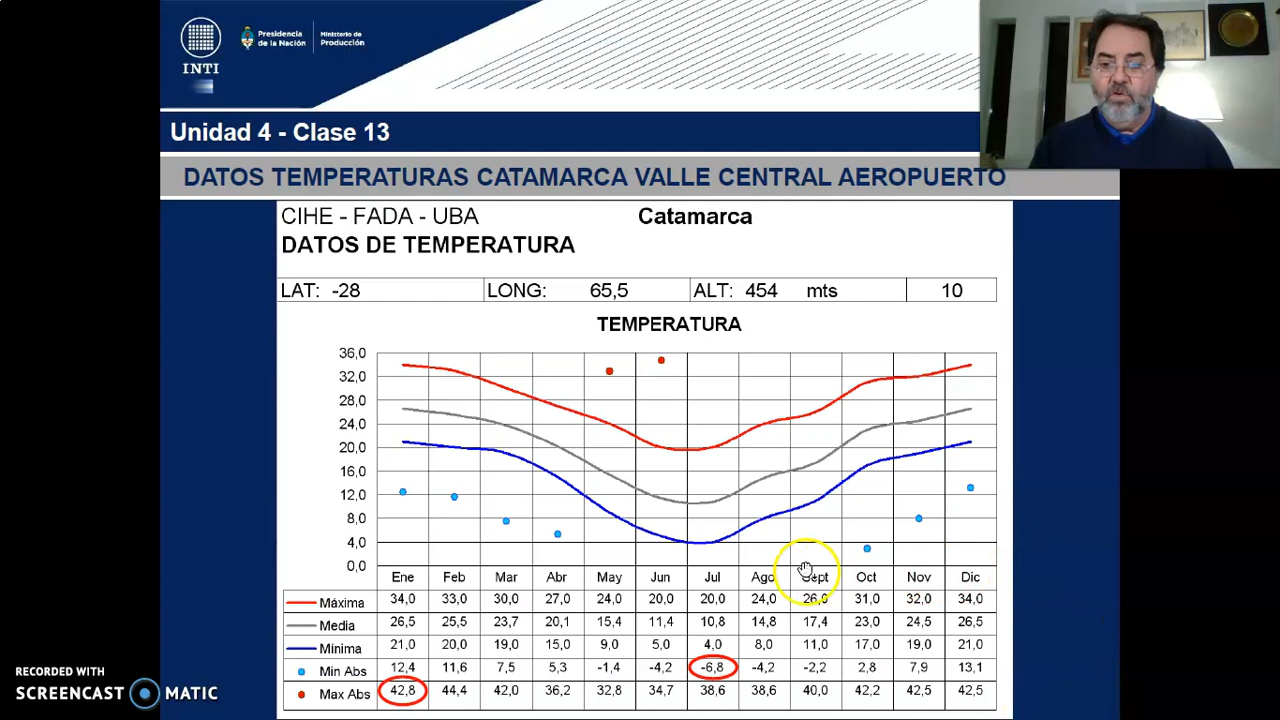 INTI
Presidencia
de la Nación
Ministerio de
Producción
Unidad 4 - Clase 13
DATOS TEMPERATURAS CATAMARCA VALLE CENTRAL AEROPUERTO
CIHE - FADA - UBA Catamarca
DATOS DE TEMPERATURA
LAT: -28 LONG: 65,5 ALT: 454 mts 10
TEMPERATURA
36,0
32,0
28,0
24,0
20,0
16,0
12,0
8,0
4,0
0,0
Ene Feb Mar Abr May Jun Jul Ago Sept Oct Nov Dic
Máxima 34,0 33,0 30,0 27,0 24,0 20,0 20,0 24,0 26,0 31,0 32,0 34,0
Media 26,5 25,5 23,7 20,1 15,4 11,4 10,8 14,8 17,4 23,0 24,5 26,5
Mínima 21,0 20,0 19,0 15,0 9,0 5,0 4,0 8,0 11,0 17,0 19,0 21,0
Min Abs 12,4 11,6 7,5 5,3 -1,4 -4,2 -6,8 -4,2 -2,2 2,8 7,9 13,1
Max Abs 42,8 44,4 42,0 36,2 32,8 34,7 38,6 38,6 40,0 42,2 42,5 42,5
RECORDED WITH
SCREENCAST MATIC